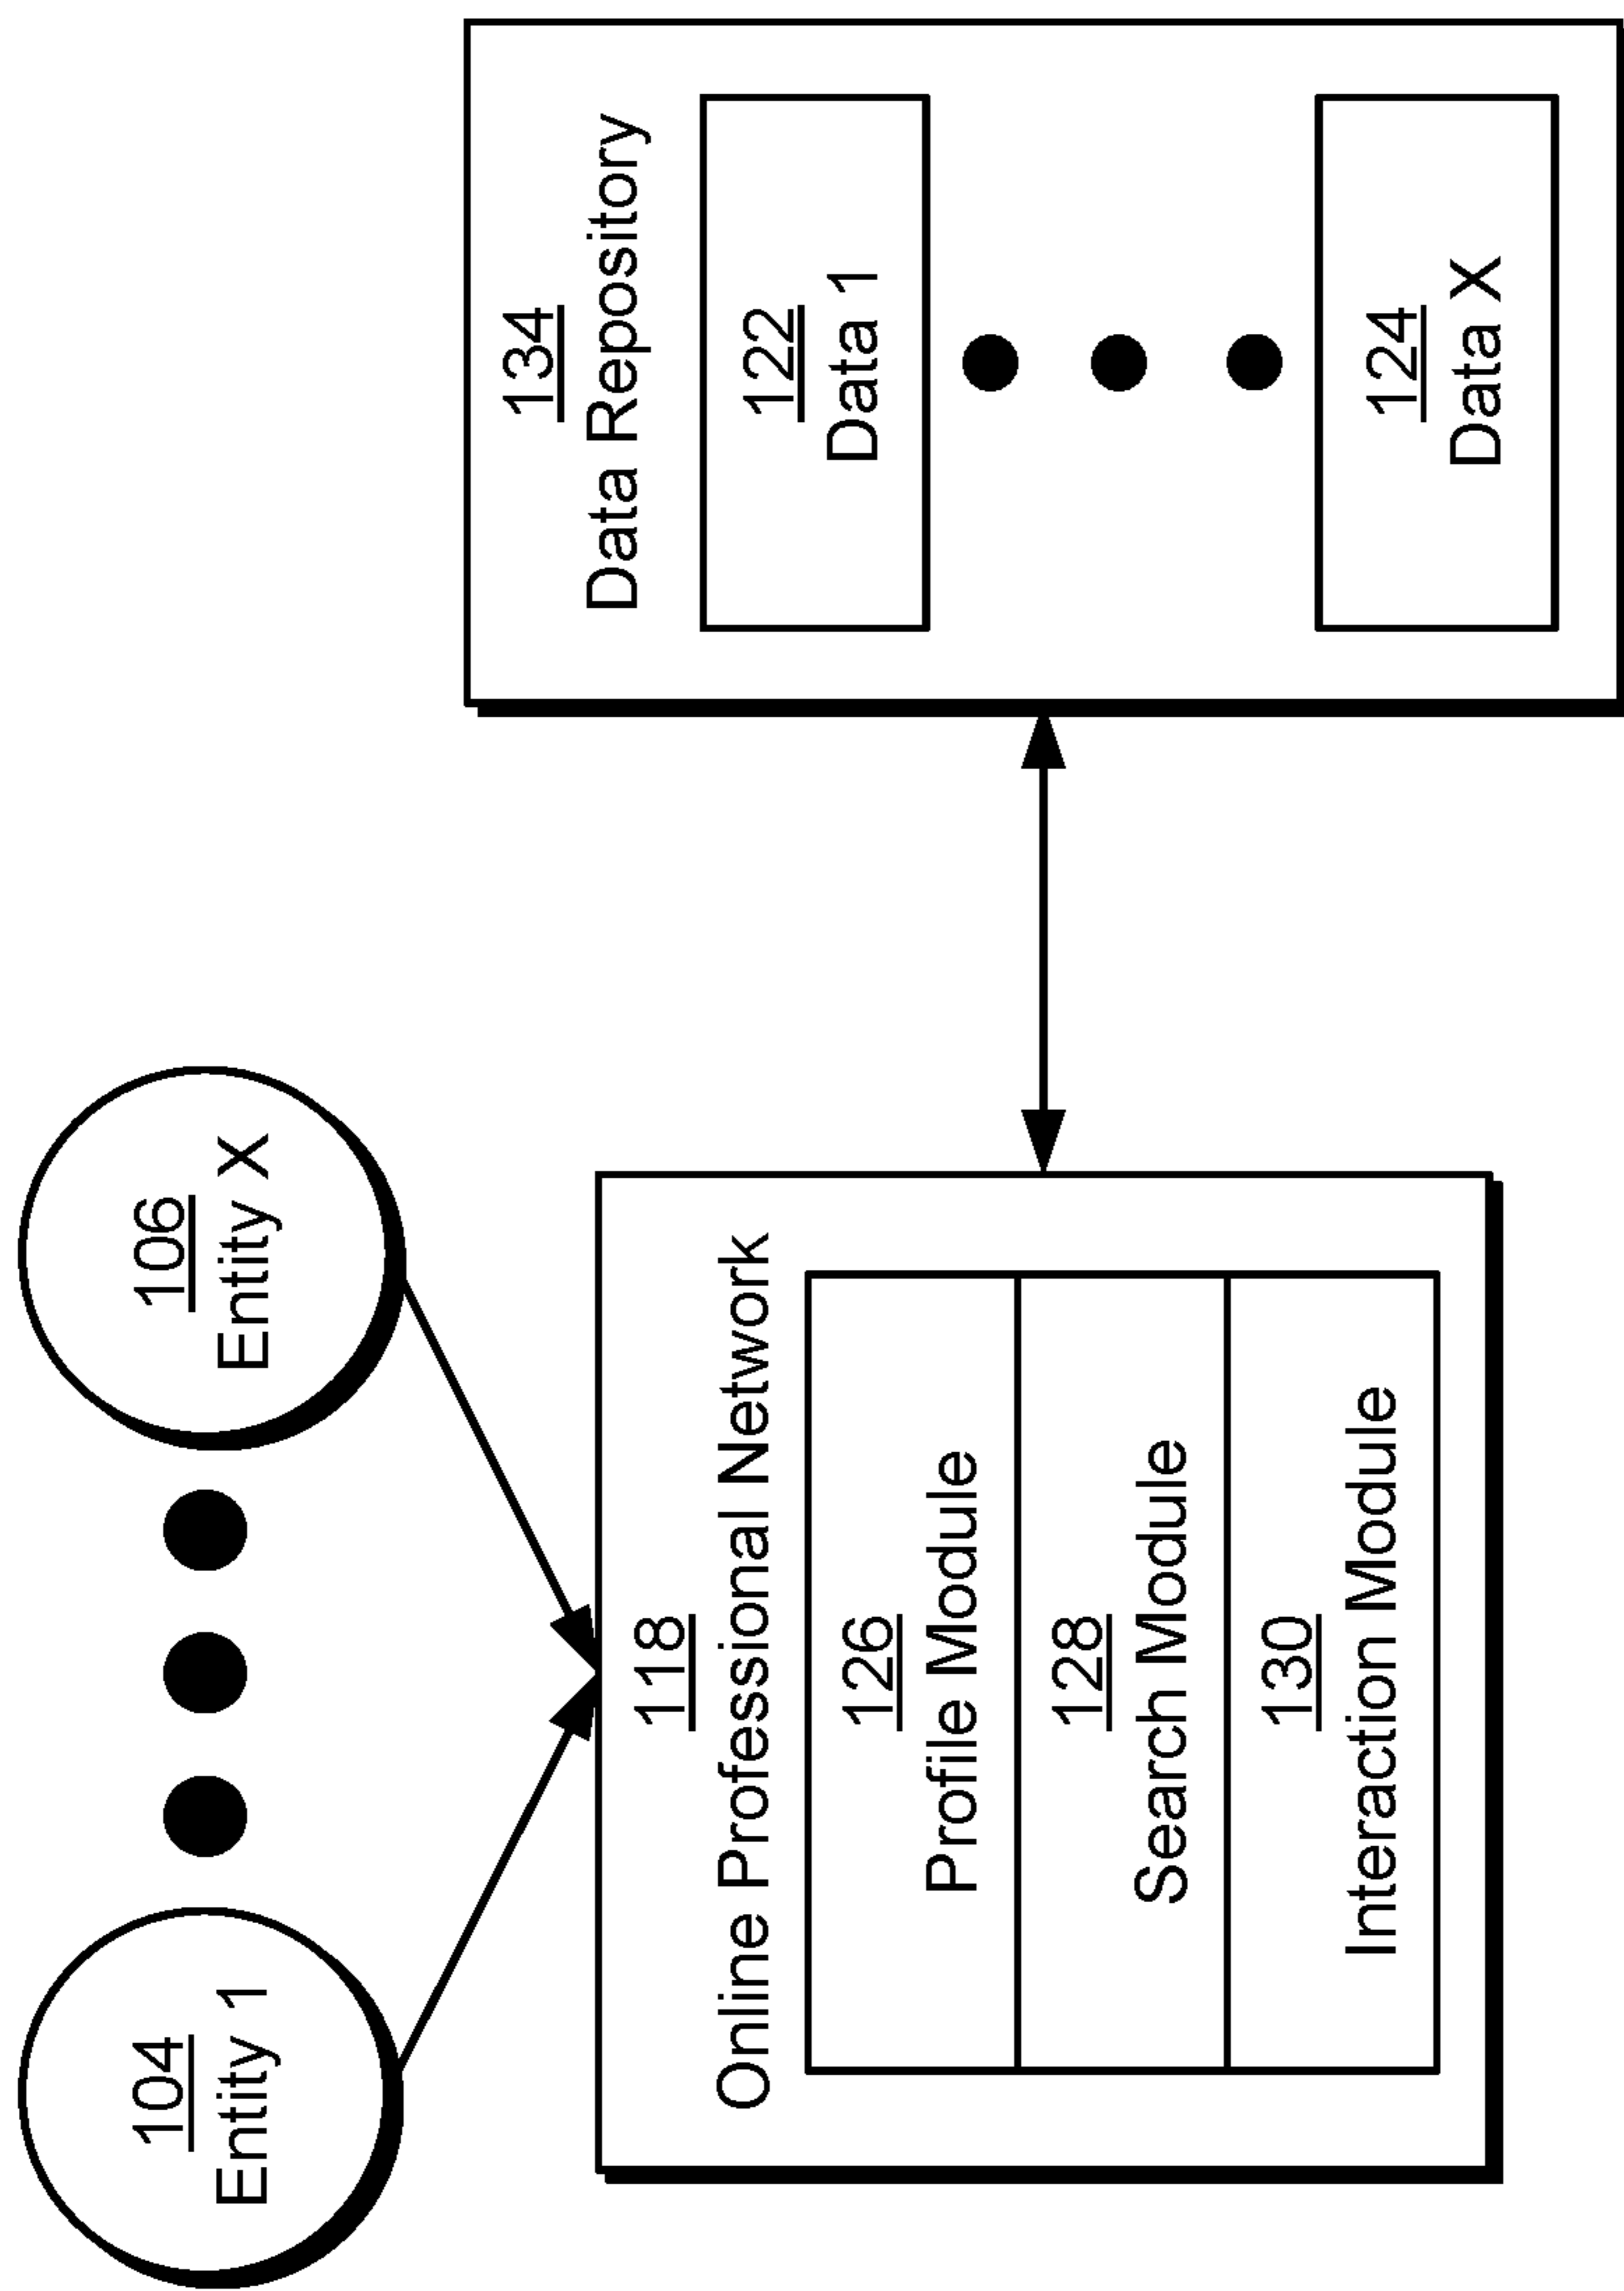 104
Entity 1
106
Entity X
118
Online Professional Network
126
Profile Module
128
Search Module
130
Interaction Module
134
Data Repository
122
Data 1
124
Data X